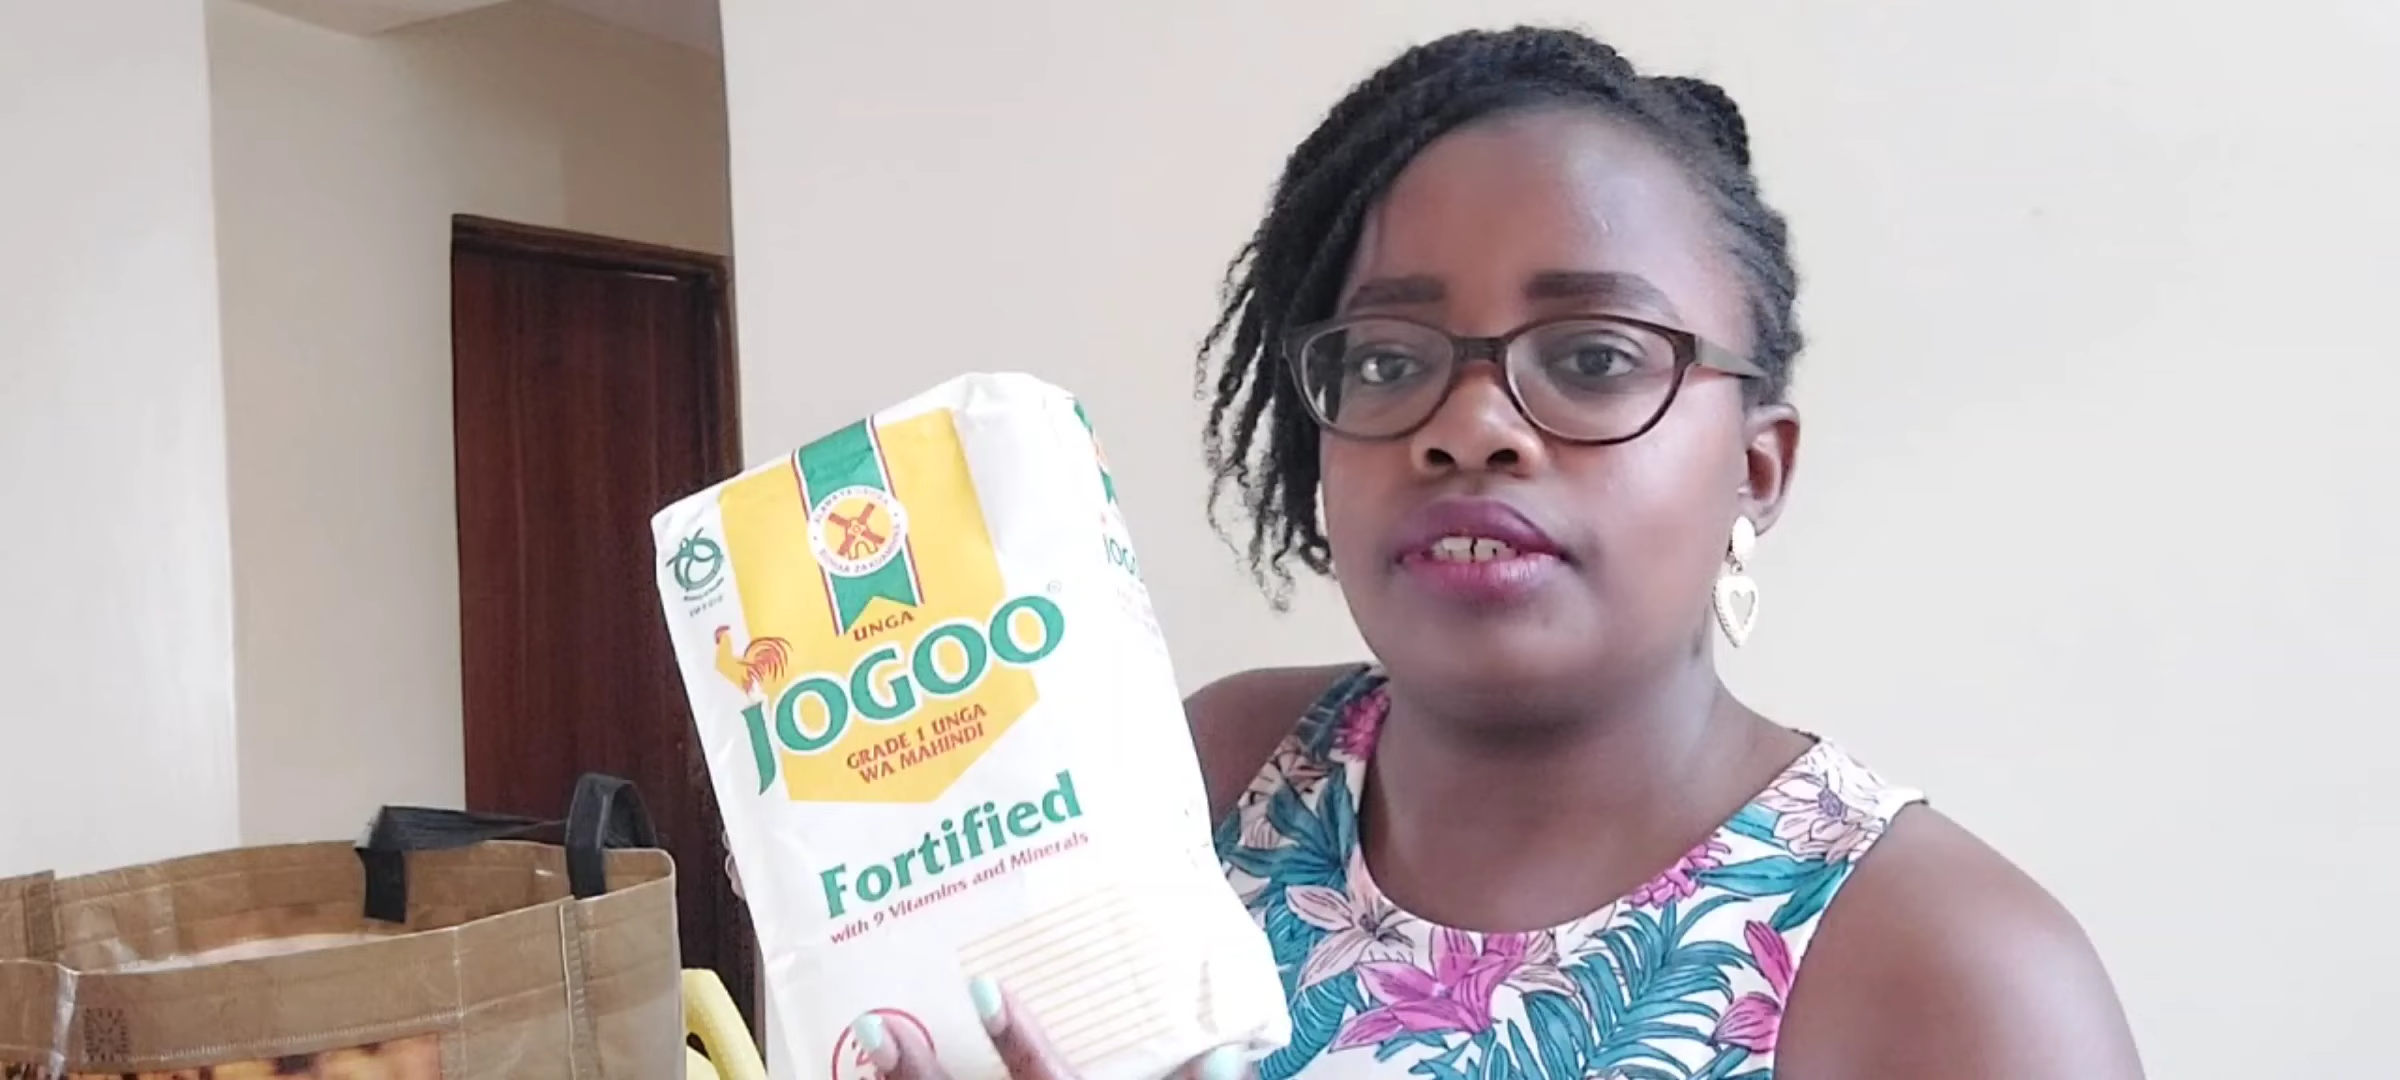 UNGA
JOGOO®
GRADE 1 UNGA
WA MAHINDI
Fortified
with 9 Vitamins and Minerals